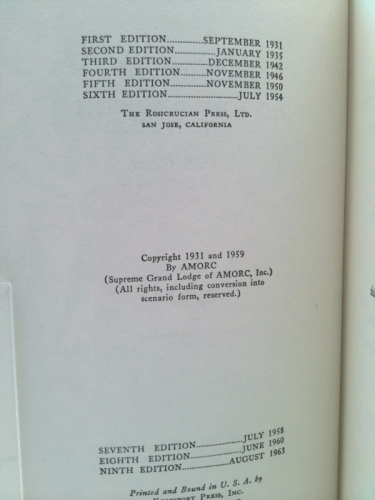 FIRST EDITION..............SEPTEMBER 1931
SECOND EDITION................JANUARY 1935
THIRD EDITION................DECEMBER 1942
FOURTH EDITION..........NOVEMBER 1946
FIFTH EDITION..............NOVEMBER 1950
SIXTH EDITION............................JULY 1954
THE ROSICRUCIAN PRESS, LTD.
SAN JOSE, CALIFORNIA
Copyright 1931 and 1959
By AMORC
(Supreme Grand Lodge of AMORC, Inc.)
(All rights, including conversion into
scenario form, reserved.)
SEVENTH EDITION......................JULY 1958
EIGHTH EDITION........................JUNE 1960
NINTH EDITION......................AUGUST 1963
Printed and Bound in U. S. A. by
PRESS, INC.